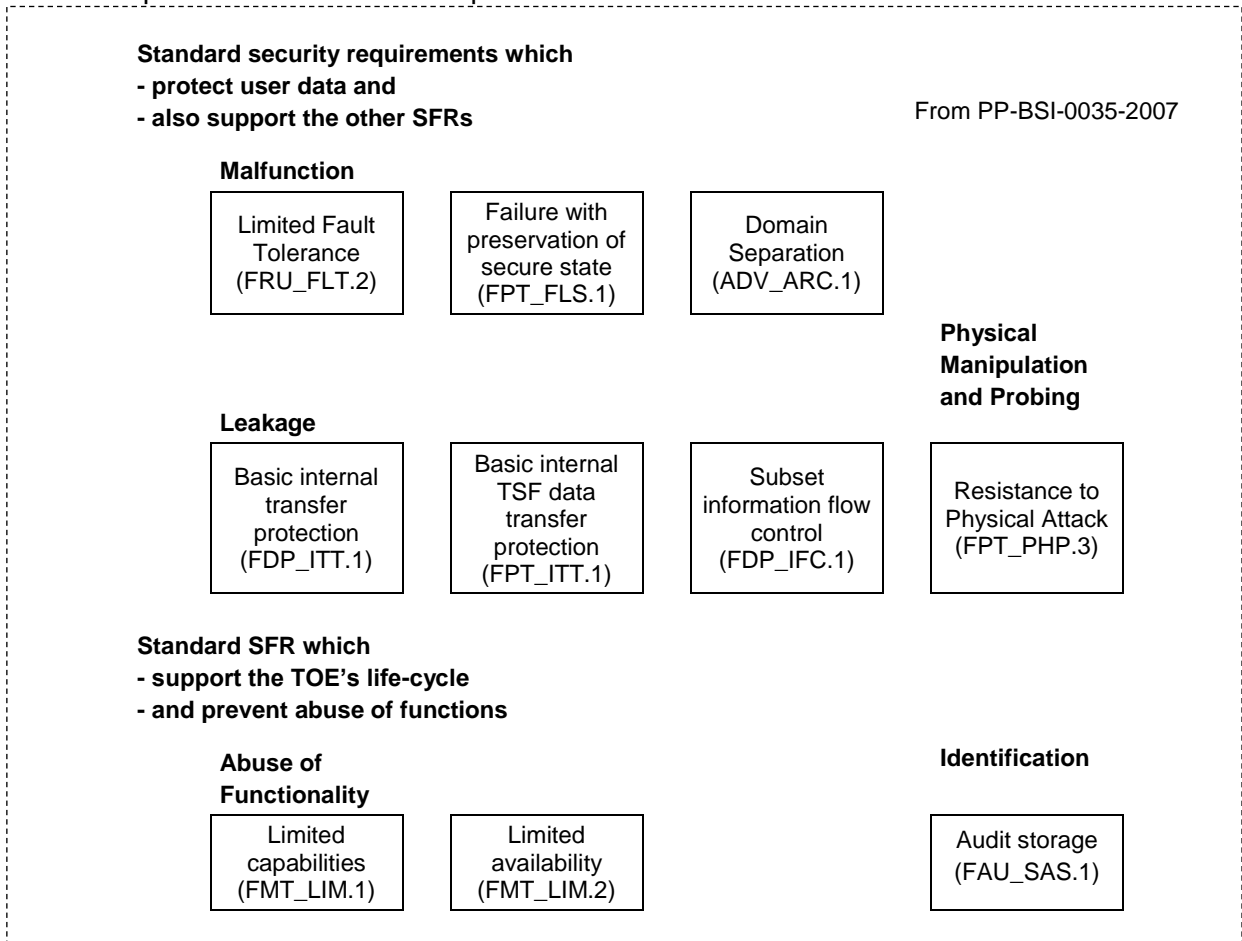 Standard security requirements which
- protect user data and
- also support the other SFRs
From PP-BSI-0035-2007
Malfunction
Limited Fault
Tolerance
(FRU_FLT.2)
Failure with
preservation of
secure state
(FPT_FLS.1)
Domain
Separation
(ADV_ARC.1)
Physical
Manipulation
and Probing
Leakage
Basic internal
transfer
protection
(FDP_ITT.1)
Basic internal
TSF data
transfer
protection
(FPT_ITT.1)
Subset
information flow
control
(FDP_IFC.1)
Resistance to
Physical Attack
(FPT_PHP.3)
Standard SFR which
- support the TOE’s life-cycle
- and prevent abuse of functions
Abuse of
Functionality
Identification
Limited
capabilities
(FMT_LIM.1)
Limited
availability
(FMT_LIM.2)
Audit storage
(FAU_SAS.1)